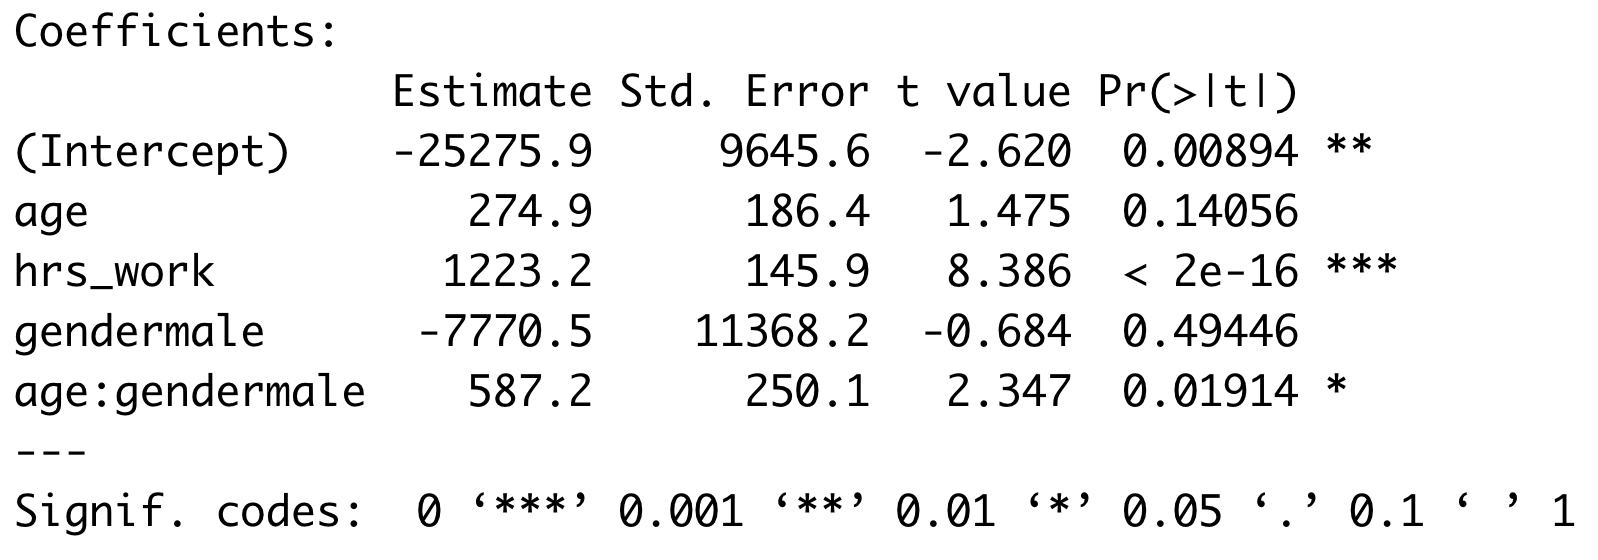 Coefficients:
Estimate Std. Error t value Pr(>|t|)
(Intercept) -25275.9 9645.6 -2.620 0.00894 **
age 274.9 186.4 1.475 0.14056
hrs_work 1223.2 145.9 8.386 < 2e-16 ***
gendermale -7770.5 11368.2 -0.684 0.49446
age:gendermale 587.2 250.1 2.347 0.01914 *
---
Signif. codes: 0 ‘***’ 0.001 ‘**’ 0.01 ‘*’ 0.05 ‘.’ 0.1 ‘ ’ 1